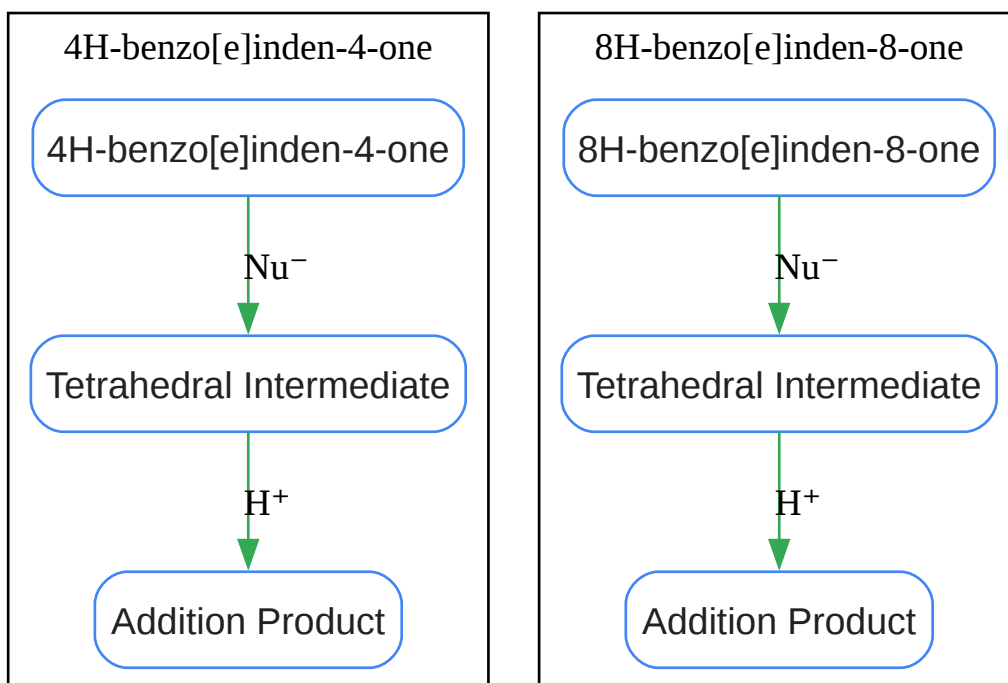 4H-benzo[e]inden-4-one
4H-benzo[e]inden-4-one
Nu⁻
Tetrahedral Intermediate
H⁺
Addition Product
8H-benzo[e]inden-8-one
8H-benzo[e]inden-8-one
Nu⁻
Tetrahedral Intermediate
H⁺
Addition Product